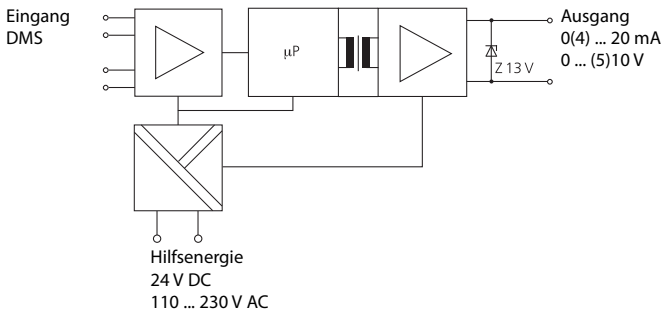 Eingang
DMS
µP
Z 13 V
Ausgang
0(4) ... 20 mA
0 ... (5)10 V
Hilfsenergie
24 V DC
110 ... 230 V AC